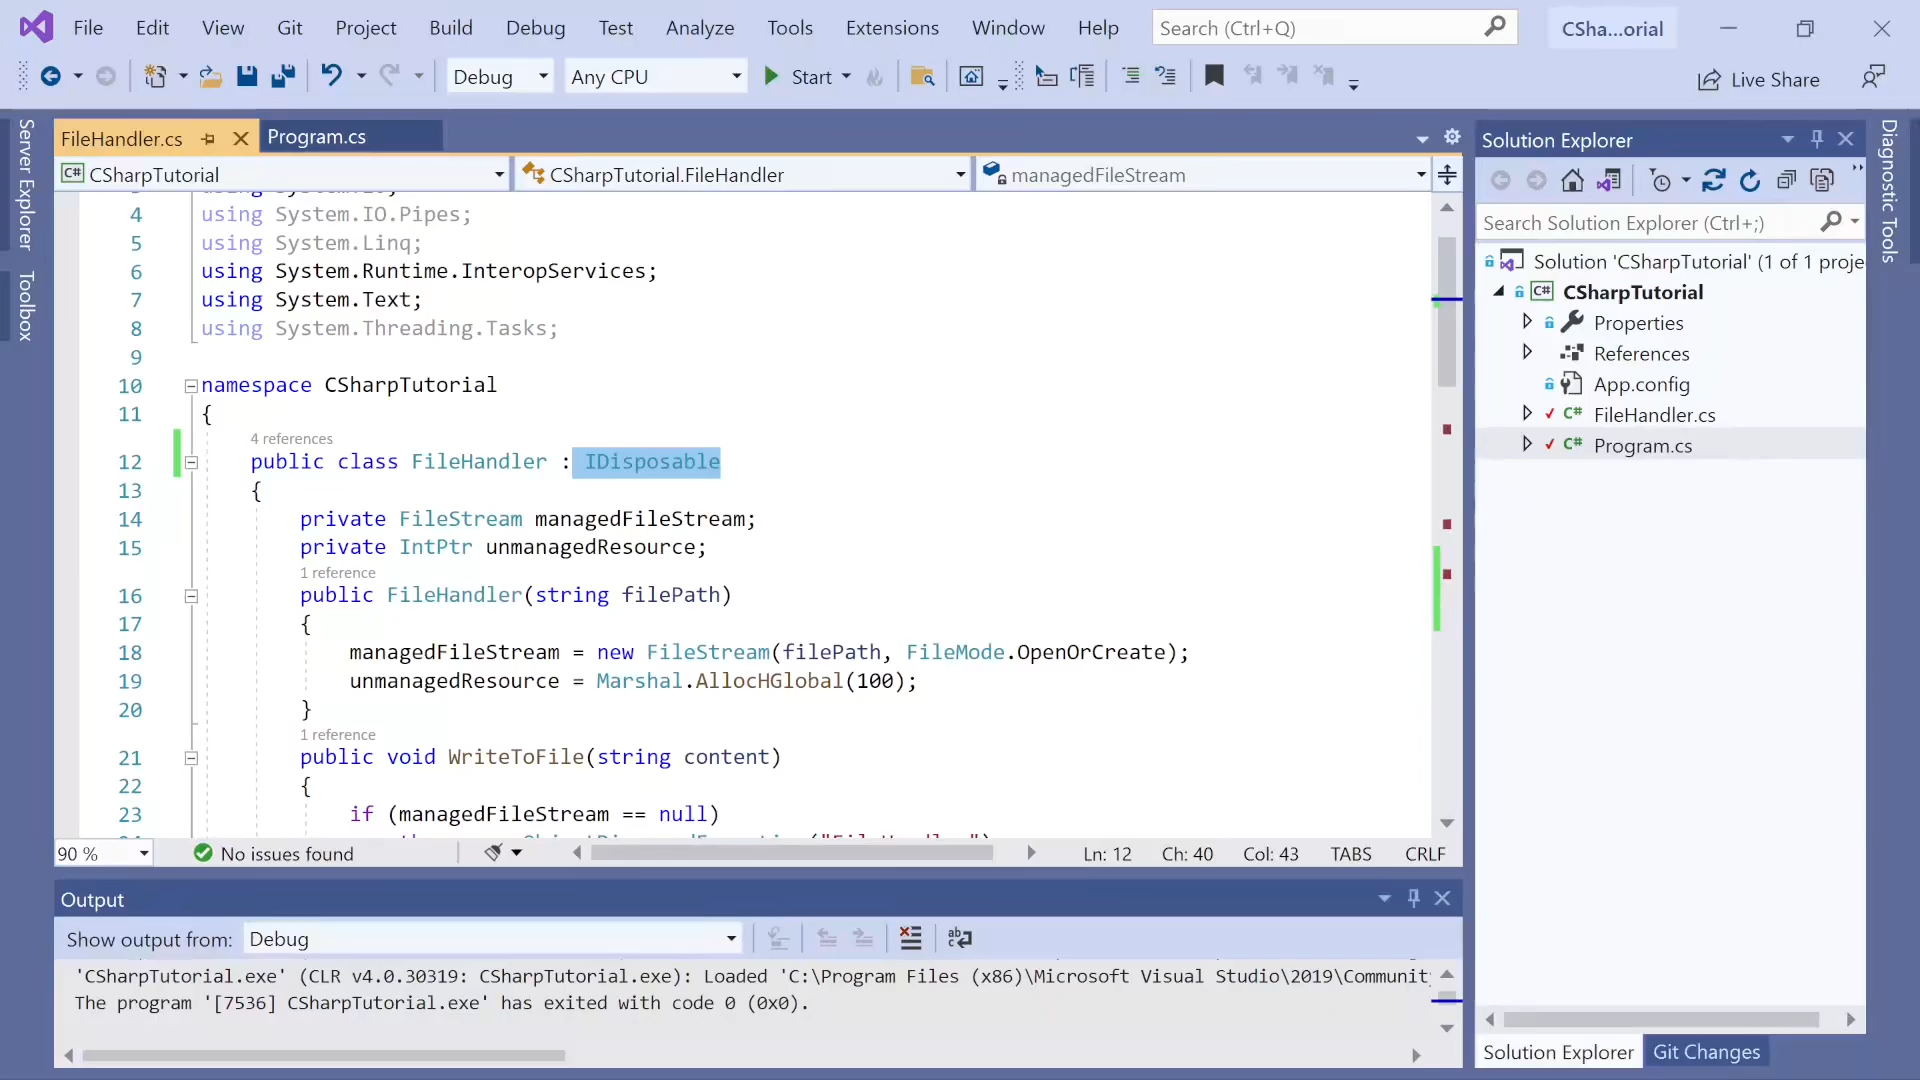 File Edit View Git Project Build Debug Test Analyze Tools Extensions Window Help Search (Ctrl+Q) CSha...orial
Debug Any CPU Start Live Share
Server Explorer
Toolbox
FileHandler.cs Program.cs
CSharpTutorial CSharpTutorial.FileHandler managedFileStream
4 using System.IO.Pipes;
5 using System.Linq;
6 using System.Runtime.InteropServices;
7 using System.Text;
8 using System.Threading.Tasks;
9
10 namespace CSharpTutorial
11 {
4 references
12 public class FileHandler : IDisposable
13 {
14 private FileStream managedFileStream;
15 private IntPtr unmanagedResource;
1 reference
16 public FileHandler(string filePath)
17 {
18 managedFileStream = new FileStream(filePath, FileMode.OpenOrCreate);
19 unmanagedResource = Marshal.AllocHGlobal(100);
20 }
1 reference
21 public void WriteToFile(string content)
22 {
23 if (managedFileStream == null)
90 % No issues found Ln: 12 Ch: 40 Col: 43 TABS CRLF
Output
Show output from: Debug
'CSharpTutorial.exe' (CLR v4.0.30319: CSharpTutorial.exe): Loaded 'C:\Program Files (x86)\Microsoft Visual Studio\2019\Community
The program '[7536] CSharpTutorial.exe' has exited with code 0 (0x0).
Solution Explorer
Search Solution Explorer (Ctrl+;)
Solution 'CSharpTutorial' (1 of 1 proje
C# CSharpTutorial
Properties
References
App.config
C# FileHandler.cs
C# Program.cs
Solution Explorer Git Changes
Diagnostic Tools